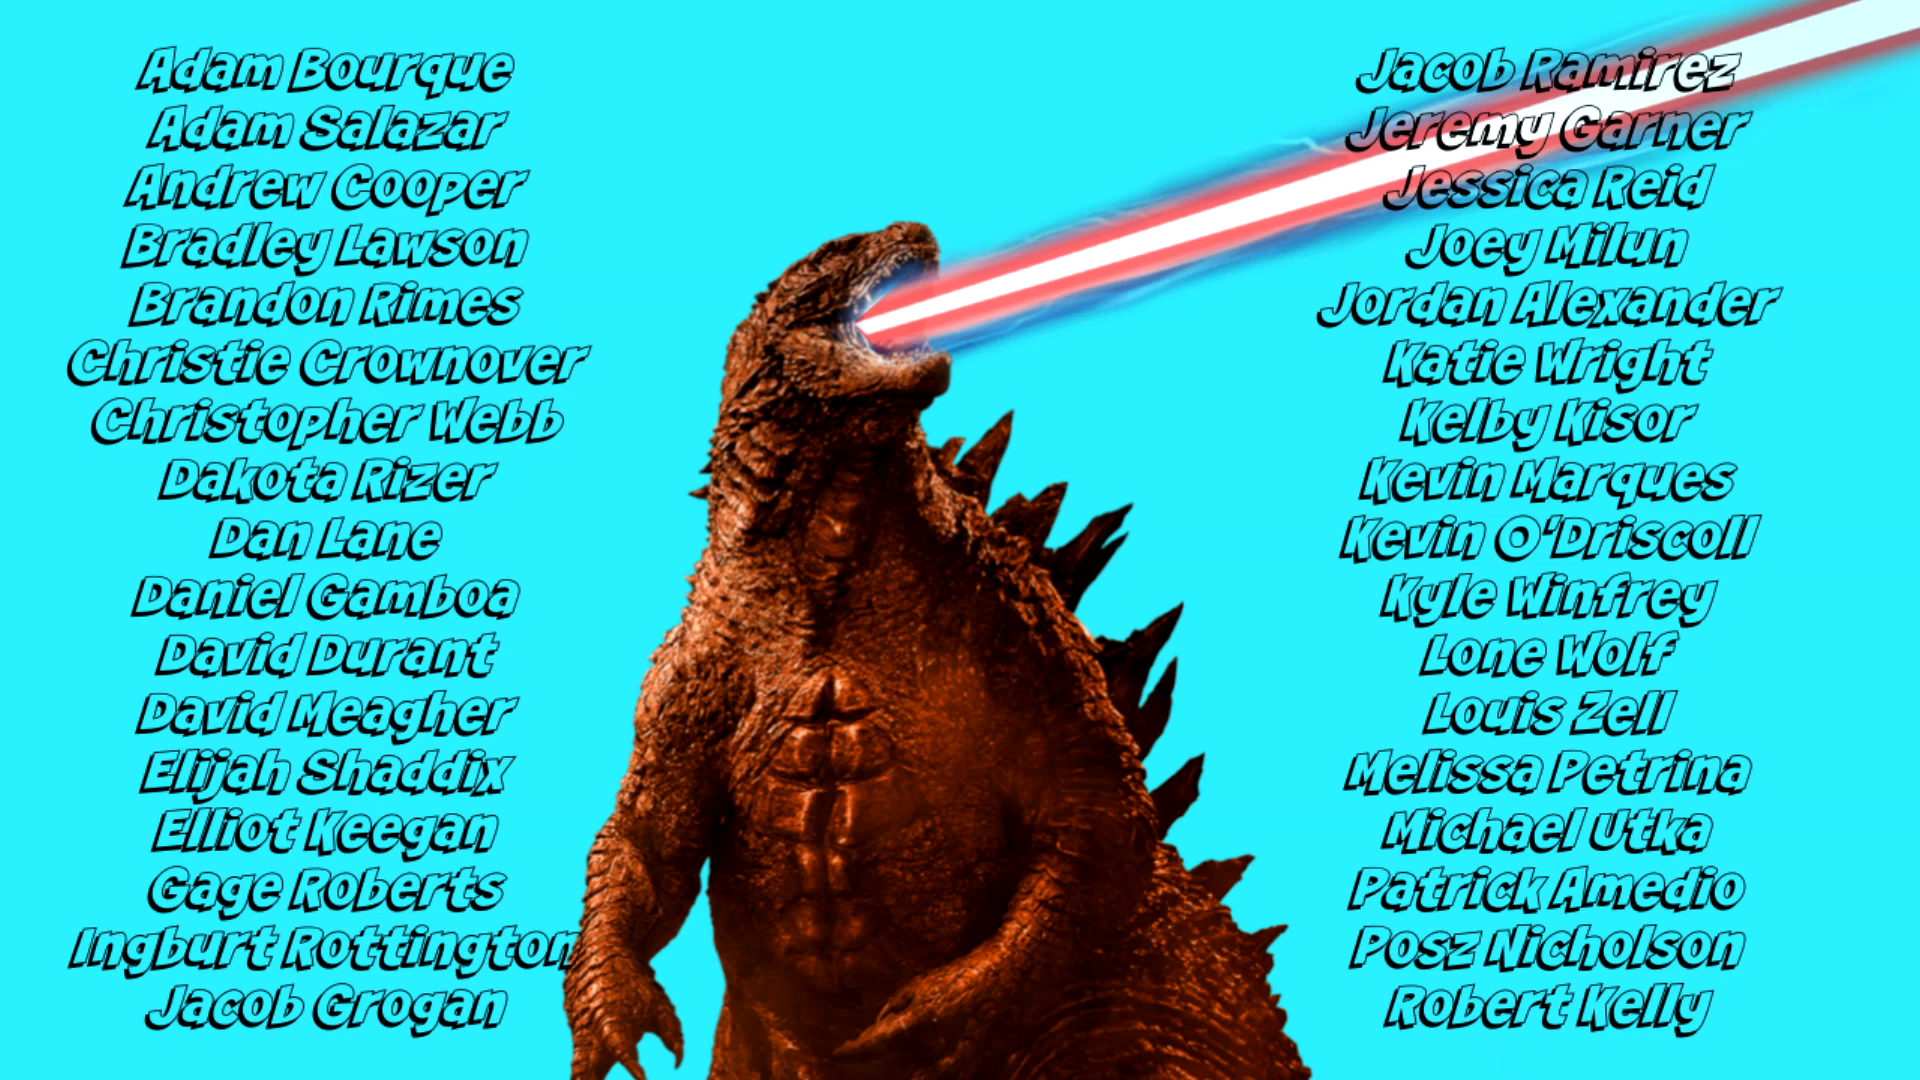 Adam Bourque
Adam Salazar
Andrew Cooper
Bradley Lawson
Brandon Rimes
Christie Crownover
Christopher Webb
Dakota Rizer
Dan Lane
Daniel Gamboa
David Durant
David Meagher
Elijah Shaddix
Elliot Keegan
Gage Roberts
Ingburt Rottington
Jacob Grogan
Jacob Ramirez
Jeremy Garner
Jessica Reid
Joey Milun
Jordan Alexander
Katie Wright
Kelby Kisor
Kevin Marques
Kevin O'Driscoll
Kyle Winfrey
Lone Wolf
Louis Zell
Melissa Petrina
Michael Utka
Patrick Amedio
Posz Nicholson
Robert Kelly